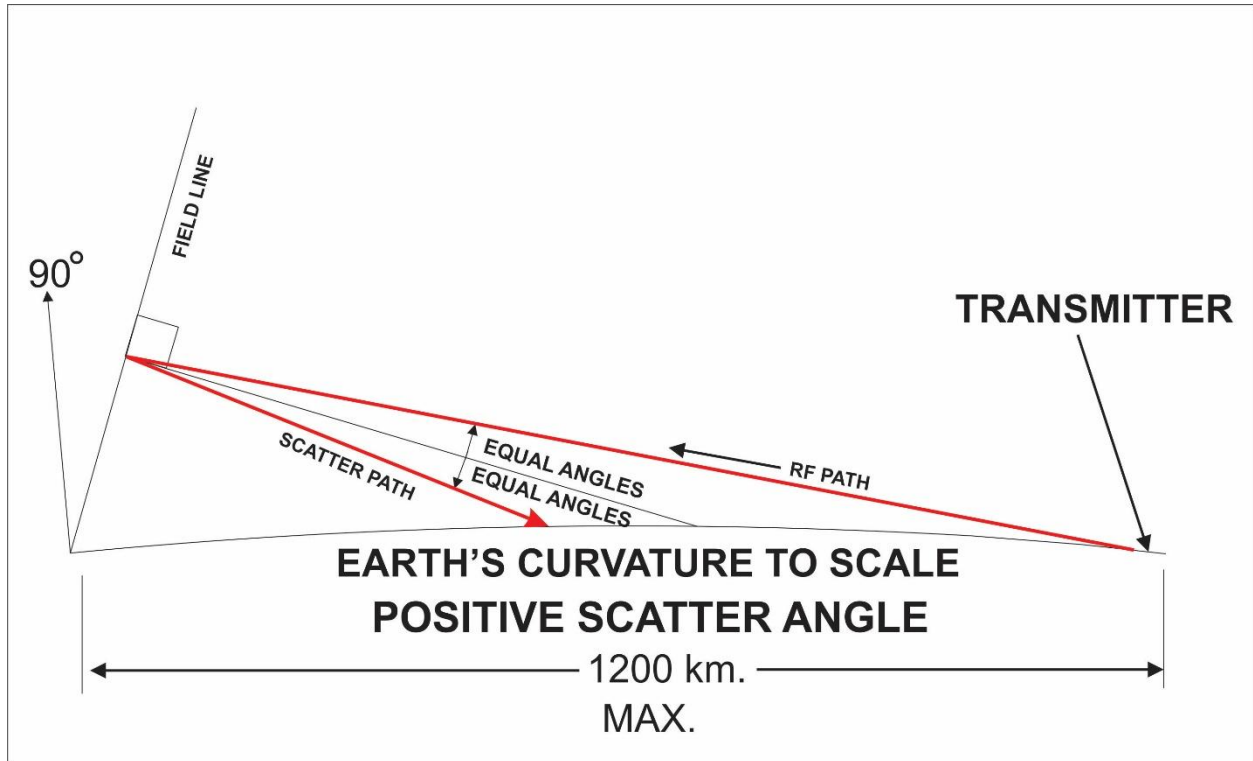 FIELD LINE
90°
TRANSMITTER
EQUAL ANGLES
EQUAL ANGLES
RF PATH
SCATTER PATH
EARTH’S CURVATURE TO SCALE
POSITIVE SCATTER ANGLE
1200 km.
MAX.